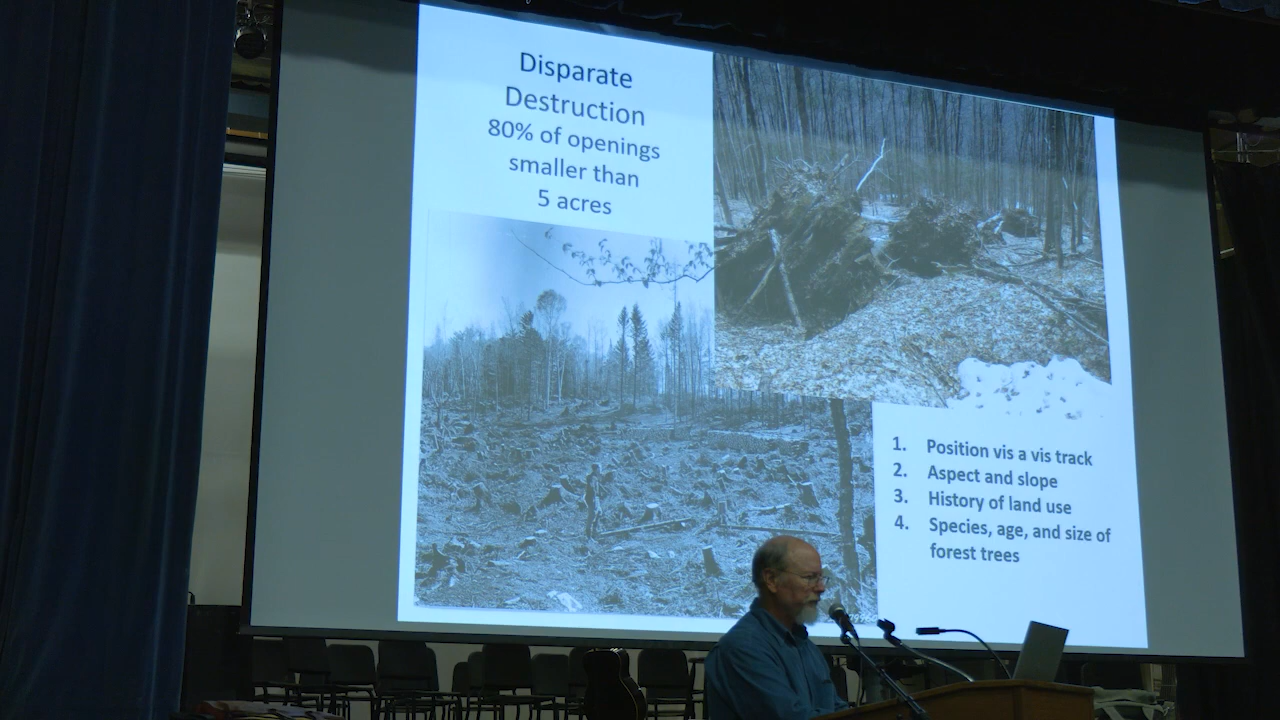 Disparate
Destruction
80% of openings
smaller than
5 acres
1. Position vis a vis track
2. Aspect and slope
3. History of land use
4. Species, age, and size of
forest trees